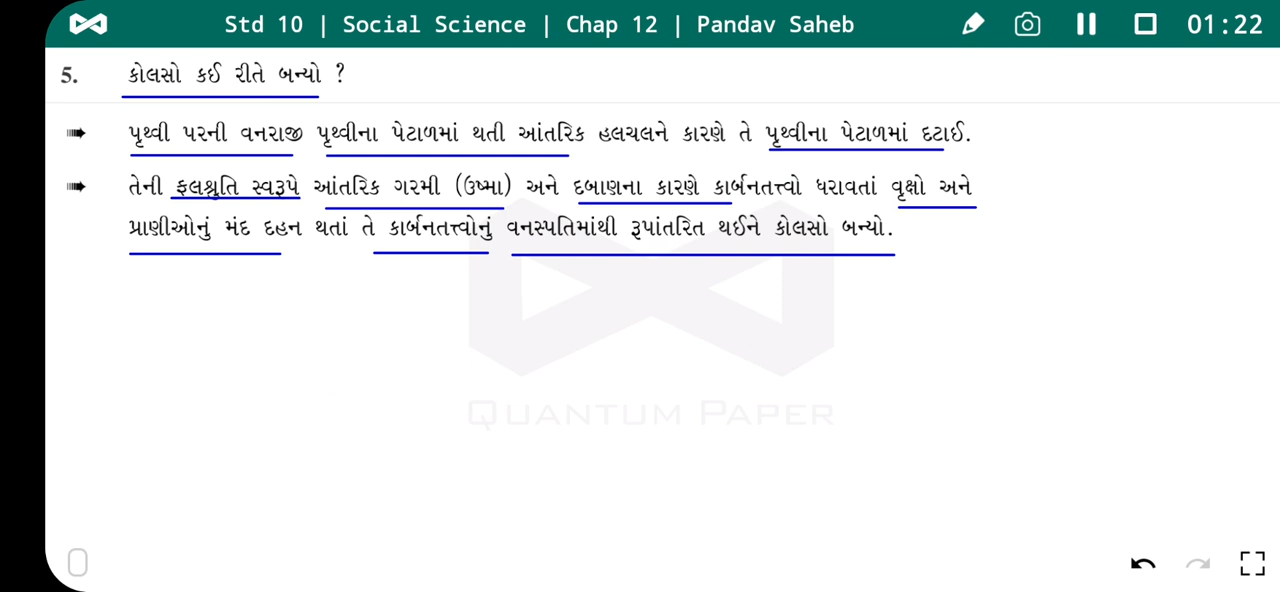 Std 10 | Social Science | Chap 12 | Pandav Saheb 01:22
5. કોલસો કઈ રીતે બન્યો ?
પૃથ્વી પરની વનરાજી પૃથ્વીના પેટાળમાં થતી આંતરિક હલચલને કારણે તે પૃથ્વીના પેટાળમાં દટાઈ.
તેની ફલશ્રુતિ સ્વરૂપે આંતરિક ગરમી (ઉષ્મા) અને દબાણના કારણે કાર્બનતત્ત્વો ધરાવતાં વૃક્ષો અને
પ્રાણીઓનું મંદ દહન થતાં તે કાર્બનતત્ત્વોનું વનસ્પતિમાંથી રૂપાંતરિત થઈને કોલસો બન્યો.
QUANTUM PAPER